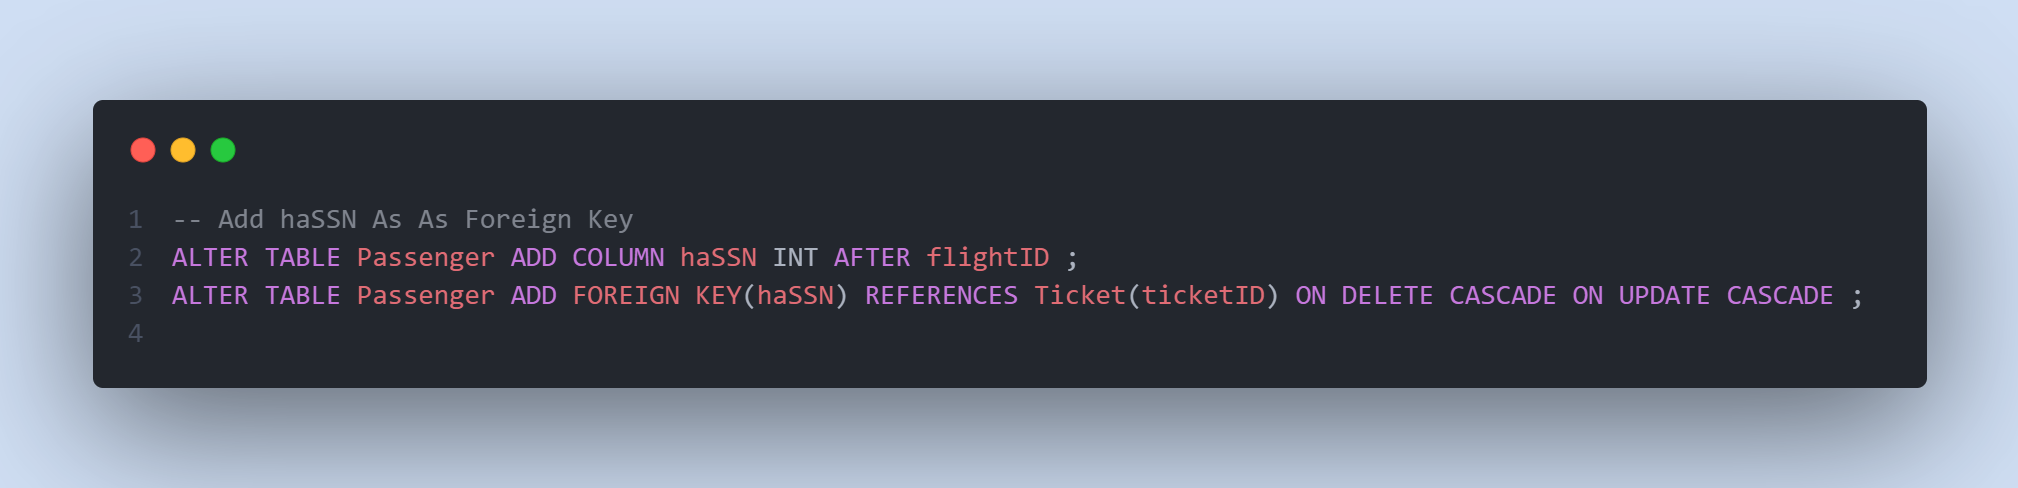 1 -- Add haSSN As As Foreign Key
2 ALTER TABLE Passenger ADD COLUMN haSSN INT AFTER flightID ;
3 ALTER TABLE Passenger ADD FOREIGN KEY(haSSN) REFERENCES Ticket(ticketID) ON DELETE CASCADE ON UPDATE CASCADE ;
4